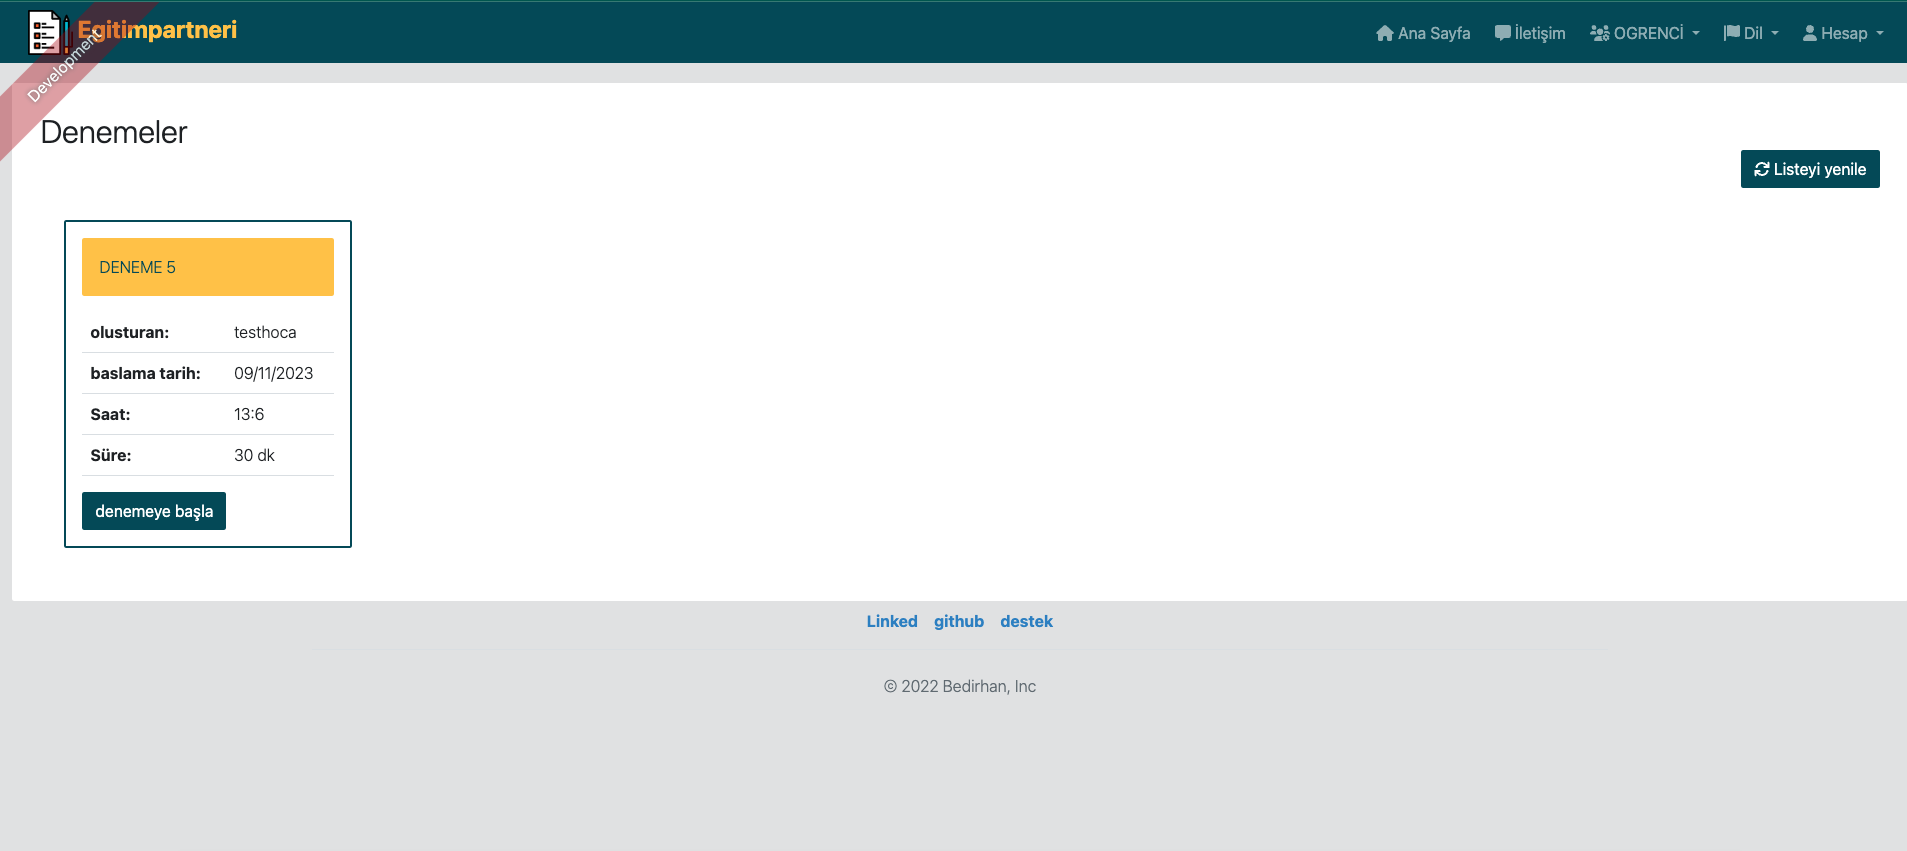 Egitimpartneri
Ana Sayfa İletişim OGRENCİ Dil Hesap
Development
Denemeler
Listeyi yenile
DENEME 5
olusturan: testhoca
baslama tarih: 09/11/2023
Saat: 13:6
Süre: 30 dk
denemeye başla
Linked github destek
© 2022 Bedirhan, Inc